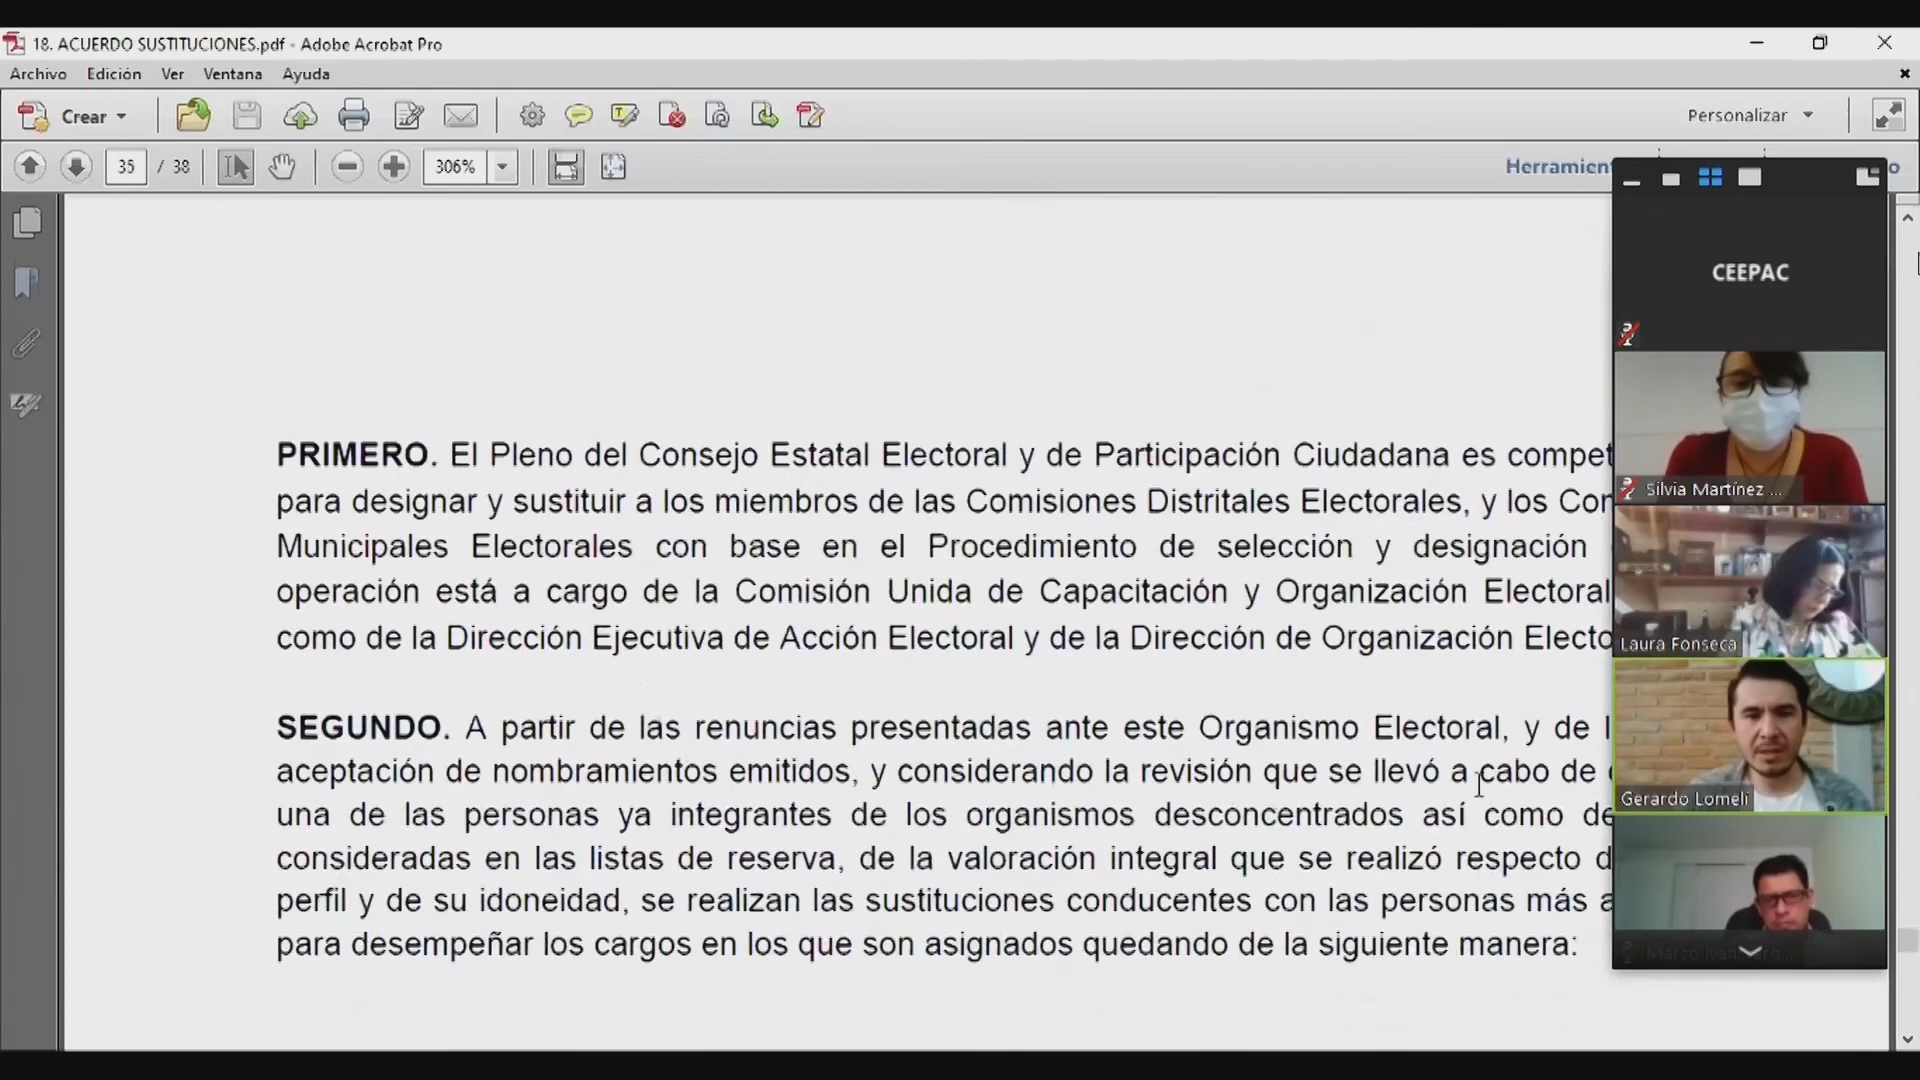 18. ACUERDO SUSTITUCIONES.pdf - Adobe Acrobat Pro
Archivo Edición Ver Ventana Ayuda
Crear
Personalizar
35 / 38
306%
Herramien
o
CEEPAC
PRIMERO. El Pleno del Consejo Estatal Electoral y de Participación Ciudadana es compet
para designar y sustituir a los miembros de las Comisiones Distritales Electorales, y los Con
Municipales Electorales con base en el Procedimiento de selección y designación
operación está a cargo de la Comisión Unida de Capacitación y Organización Electoral
como de la Dirección Ejecutiva de Acción Electoral y de la Dirección de Organización Electo
Silvia Martínez ...
Laura Fonseca
SEGUNDO. A partir de las renuncias presentadas ante este Organismo Electoral, y de l
aceptación de nombramientos emitidos, y considerando la revisión que se llevó a cabo de
una de las personas ya integrantes de los organismos desconcentrados así como de
consideradas en las listas de reserva, de la valoración integral que se realizó respecto d
perfil y de su idoneidad, se realizan las sustituciones conducentes con las personas más a
para desempeñar los cargos en los que son asignados quedando de la siguiente manera:
Gerardo Lomelí